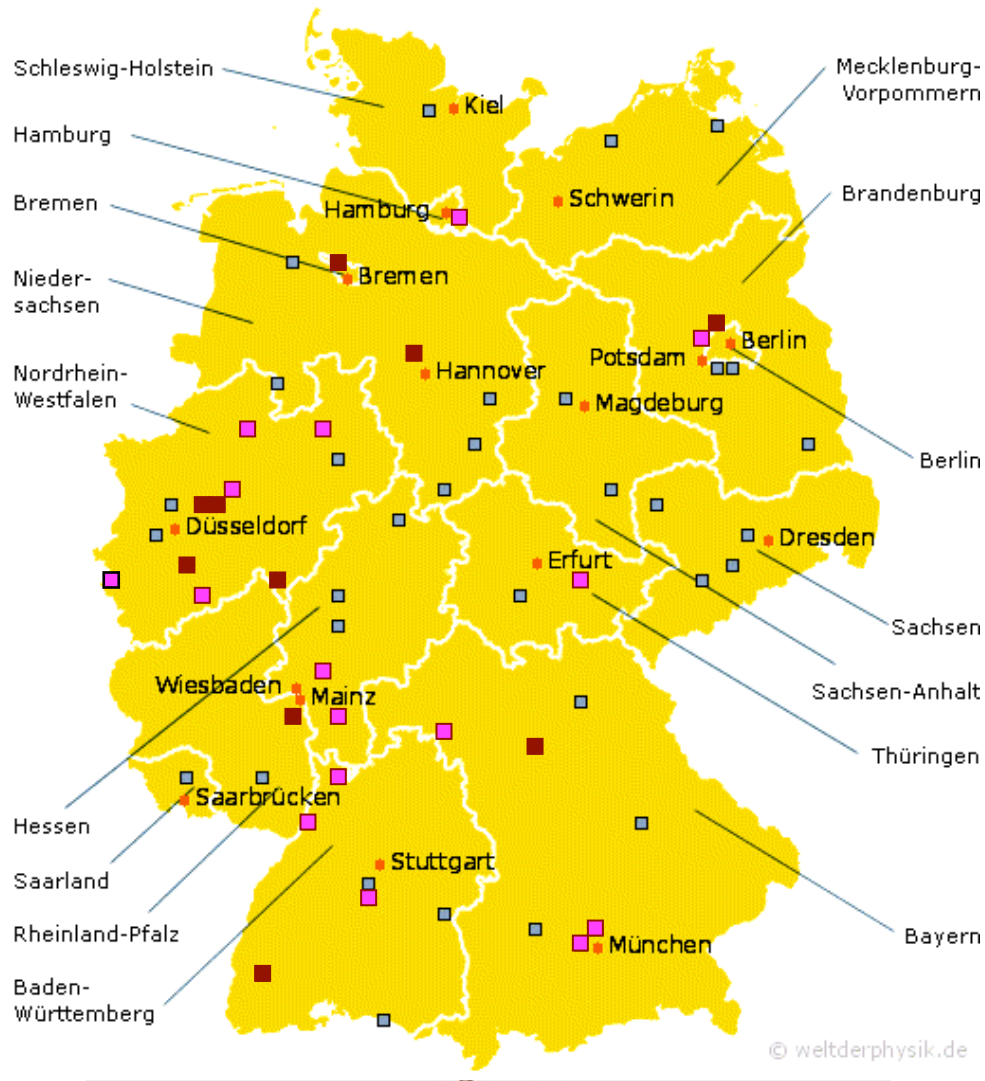 Schleswig-Holstein
Hamburg
Bremen
Nieder-
sachsen
Nordrhein-
Westfalen
Hessen
Saarland
Rheinland-Pfalz
Baden-
Württemberg
Kiel
Hamburg
Schwerin
Bremen
Hannover
Berlin
Potsdam
Magdeburg
Düsseldorf
Erfurt
Dresden
Wiesbaden
Mainz
Saarbrücken
Stuttgart
München
Mecklenburg-
Vorpommern
Brandenburg
Berlin
Sachsen
Sachsen-Anhalt
Thüringen
Bayern
© weltderphysik.de